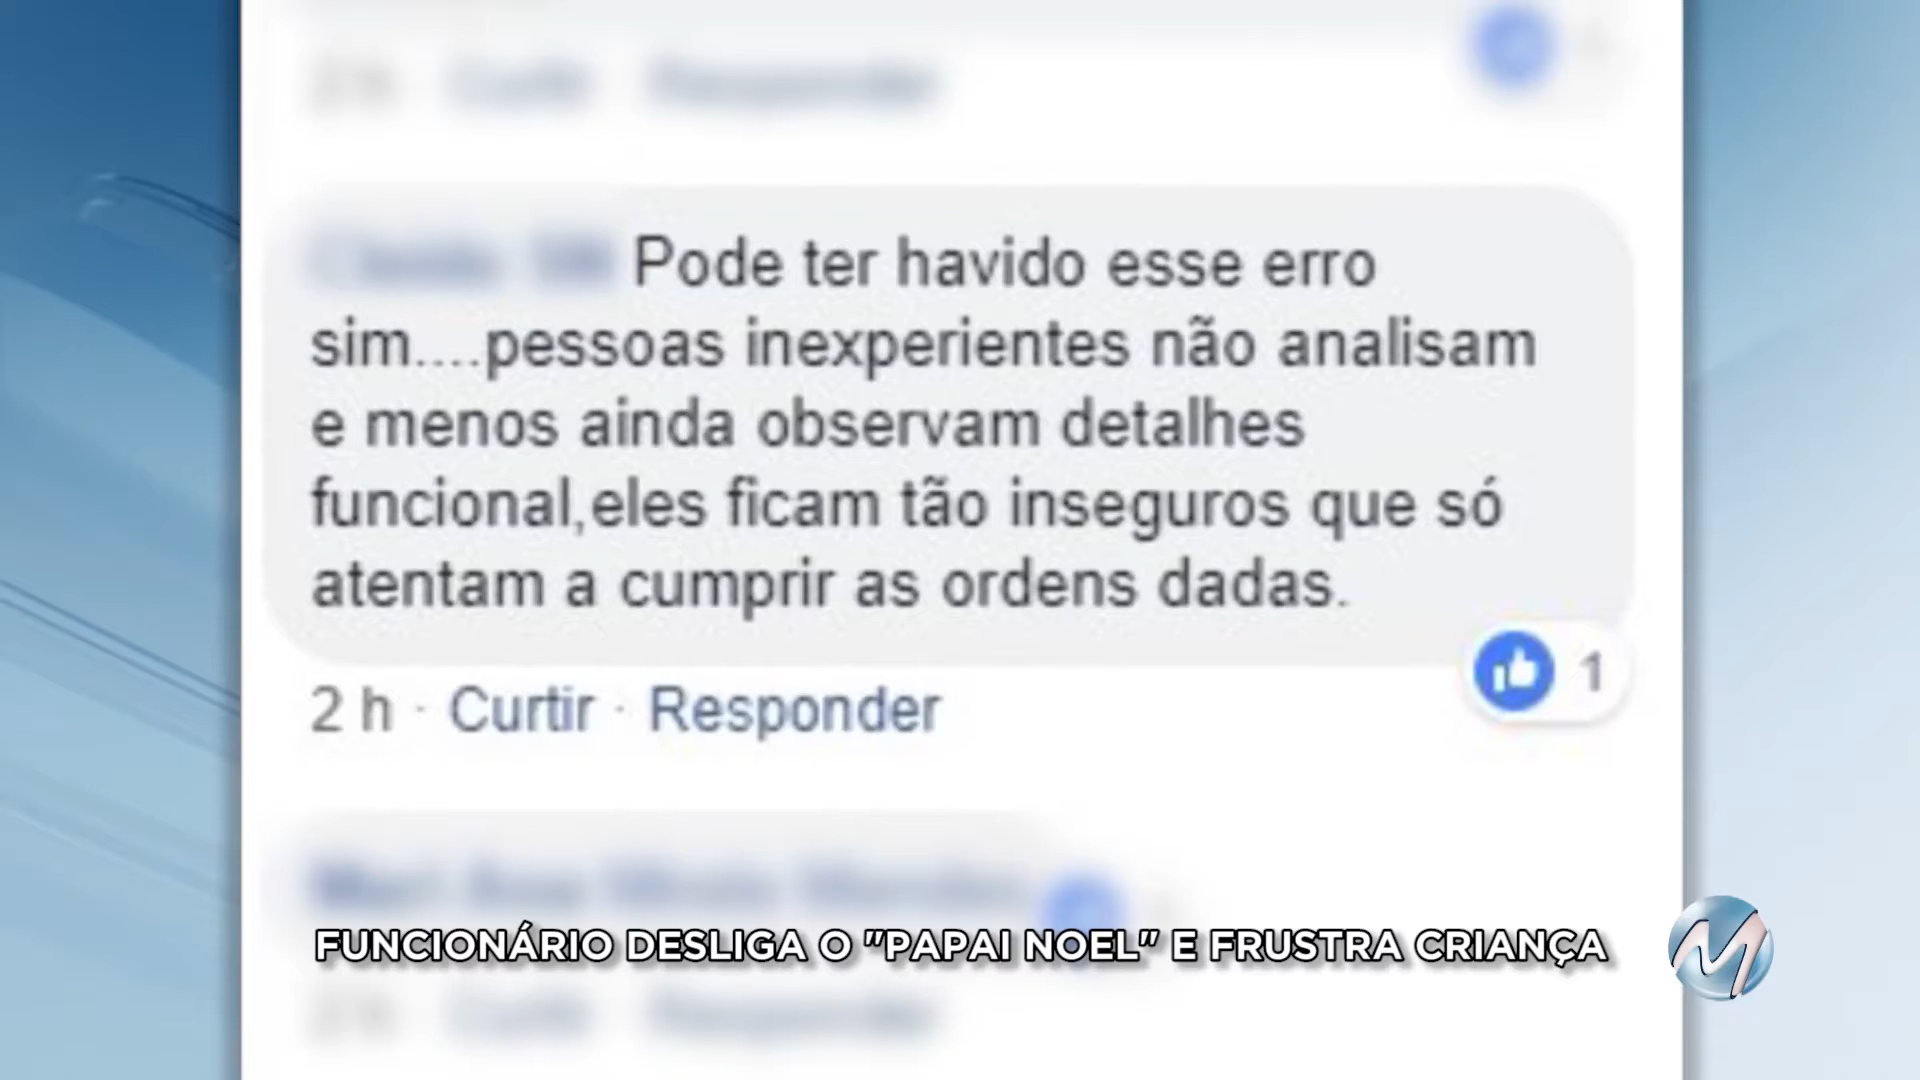 Pode ter havido esse erro
sim....pessoas inexperientes não analisam
e menos ainda observam detalhes
funcional,eles ficam tão inseguros que só
atentam a cumprir as ordens dadas.
1
2 h · Curtir · Responder
FUNCIONÁRIO DESLIGA O "PAPAI NOEL" E FRUSTRA CRIANÇA
M